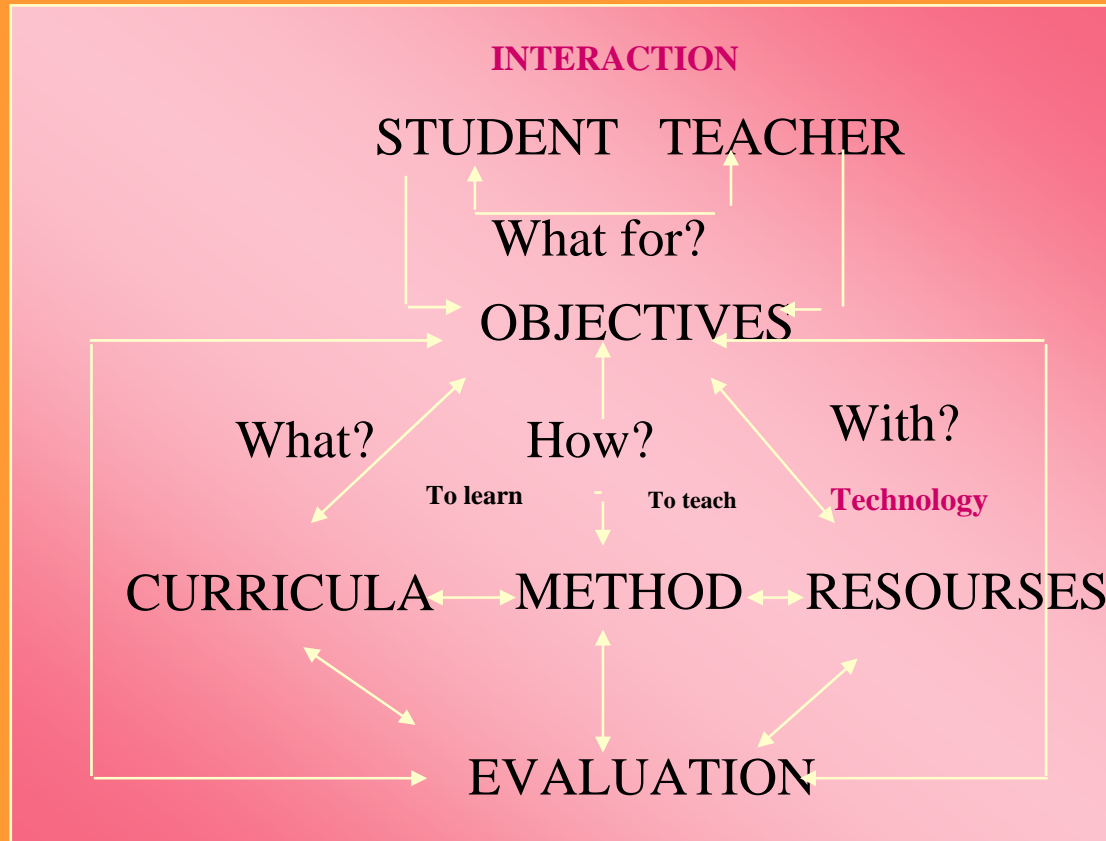 INTERACTION
STUDENT TEACHER
What for?
OBJECTIVES
What? How? With?
To learn - To teach Technology
CURRICULA METHOD RESOURSES
EVALUATION